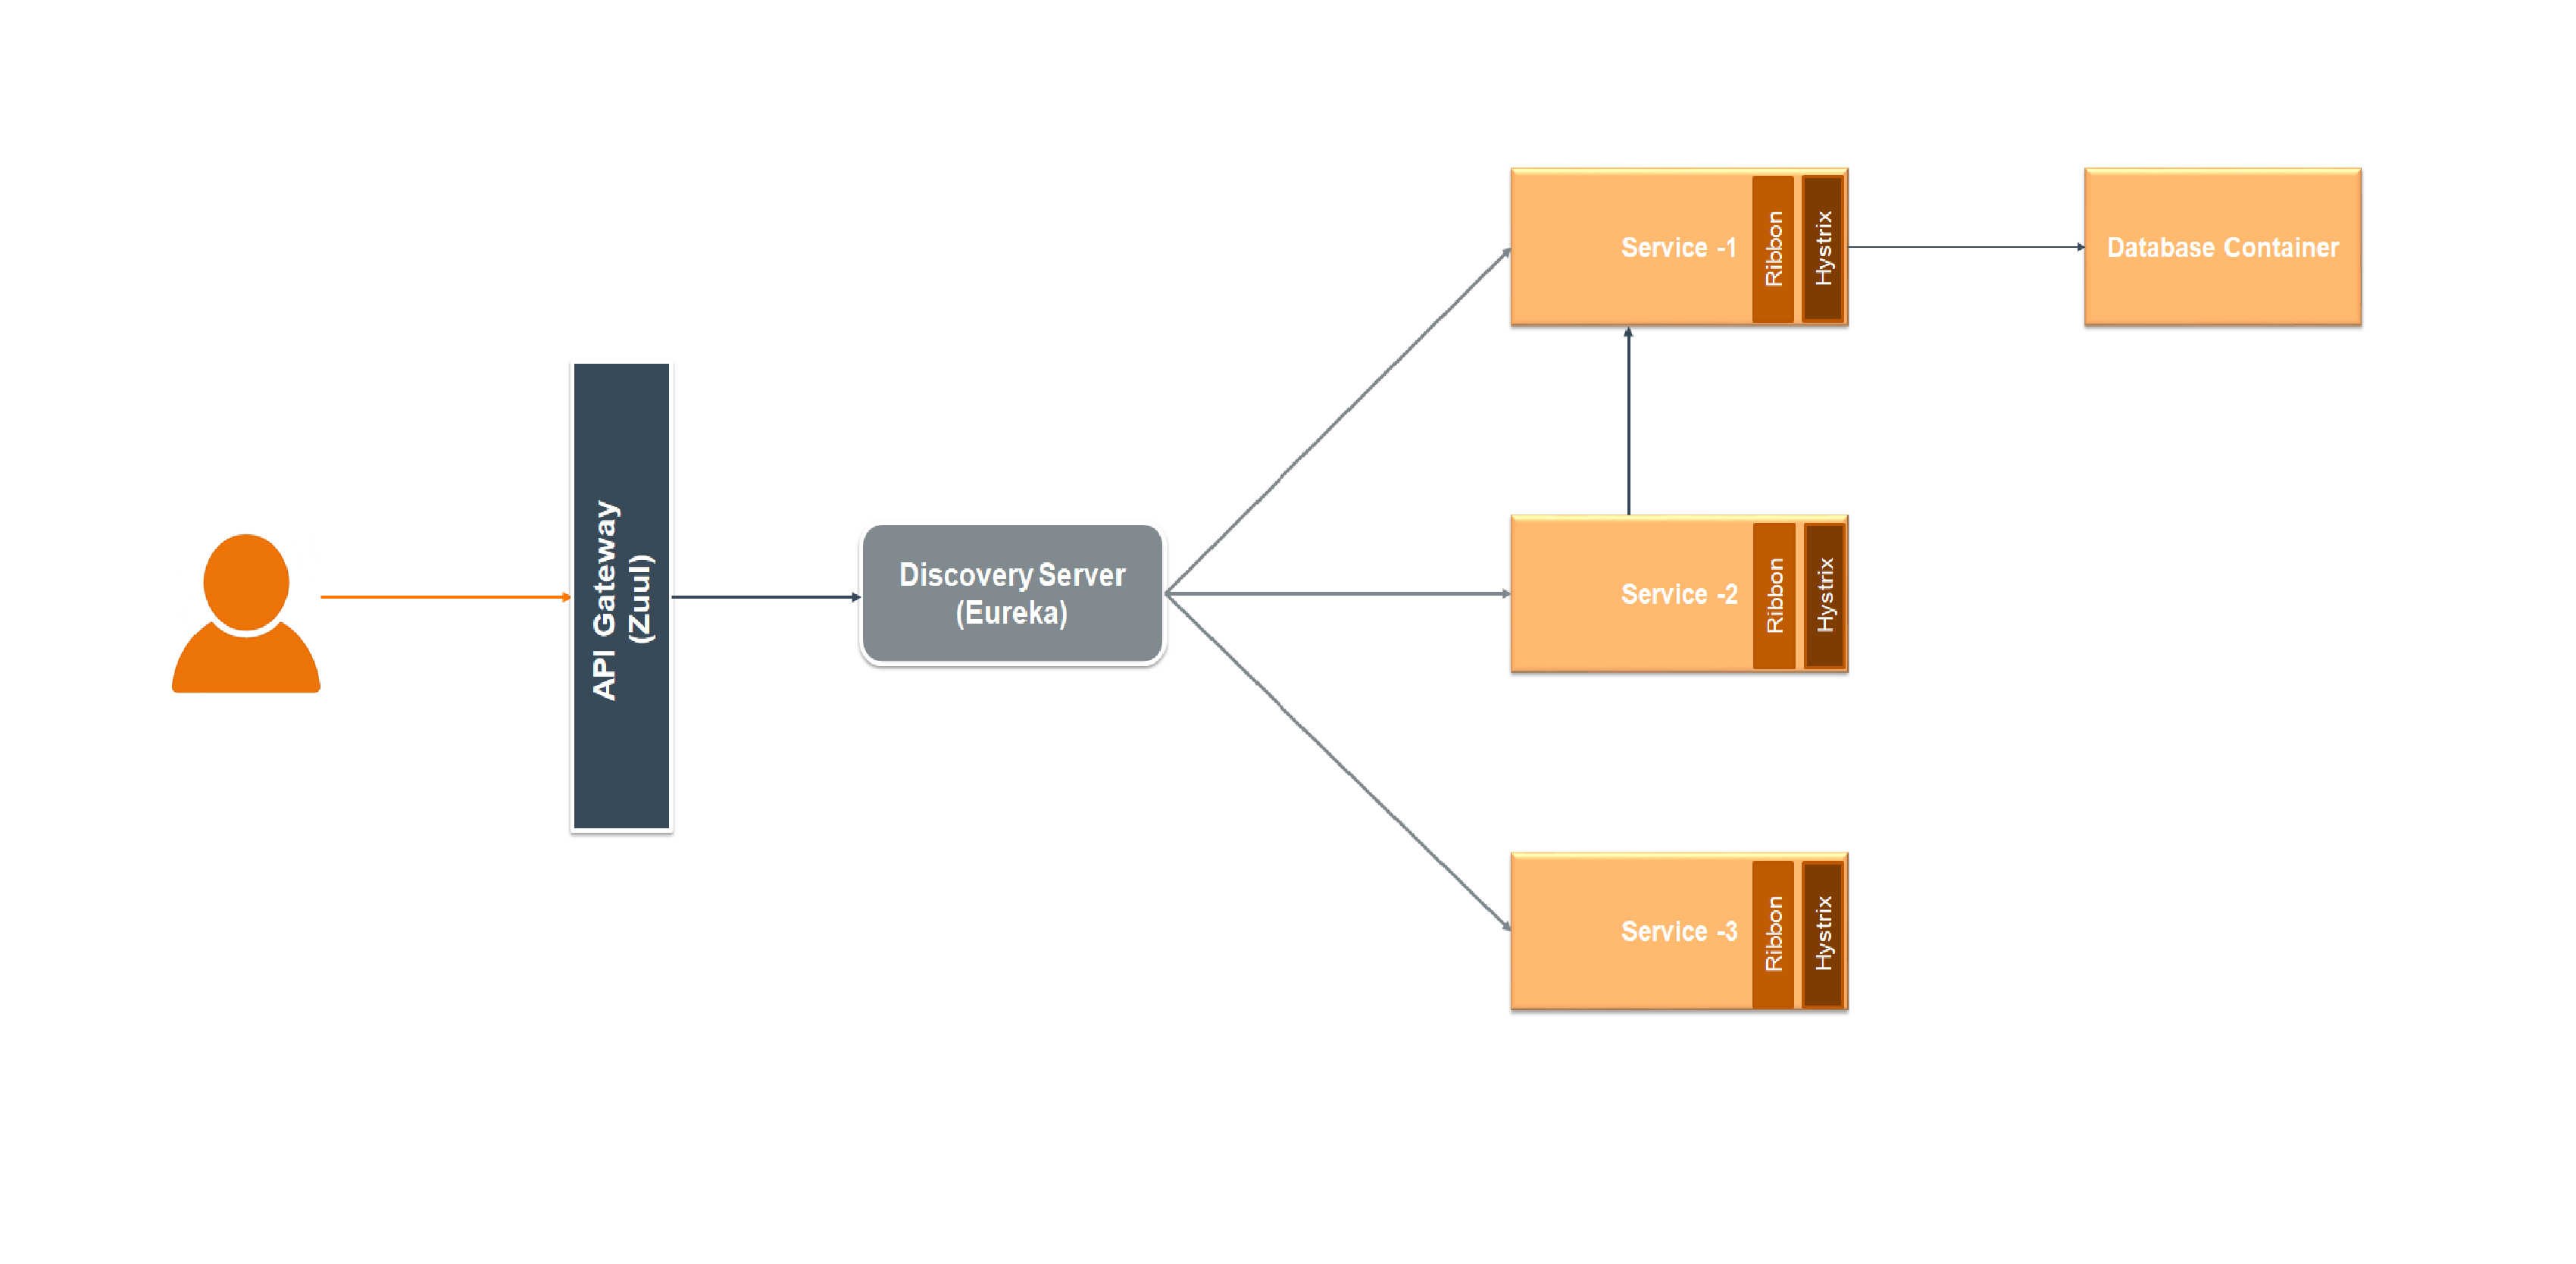 API Gateway
(Zuul)
Discovery Server
(Eureka)
Service -1
Ribbon
Hystrix
Database Container
Service -2
Ribbon
Hystrix
Service -3
Ribbon
Hystrix